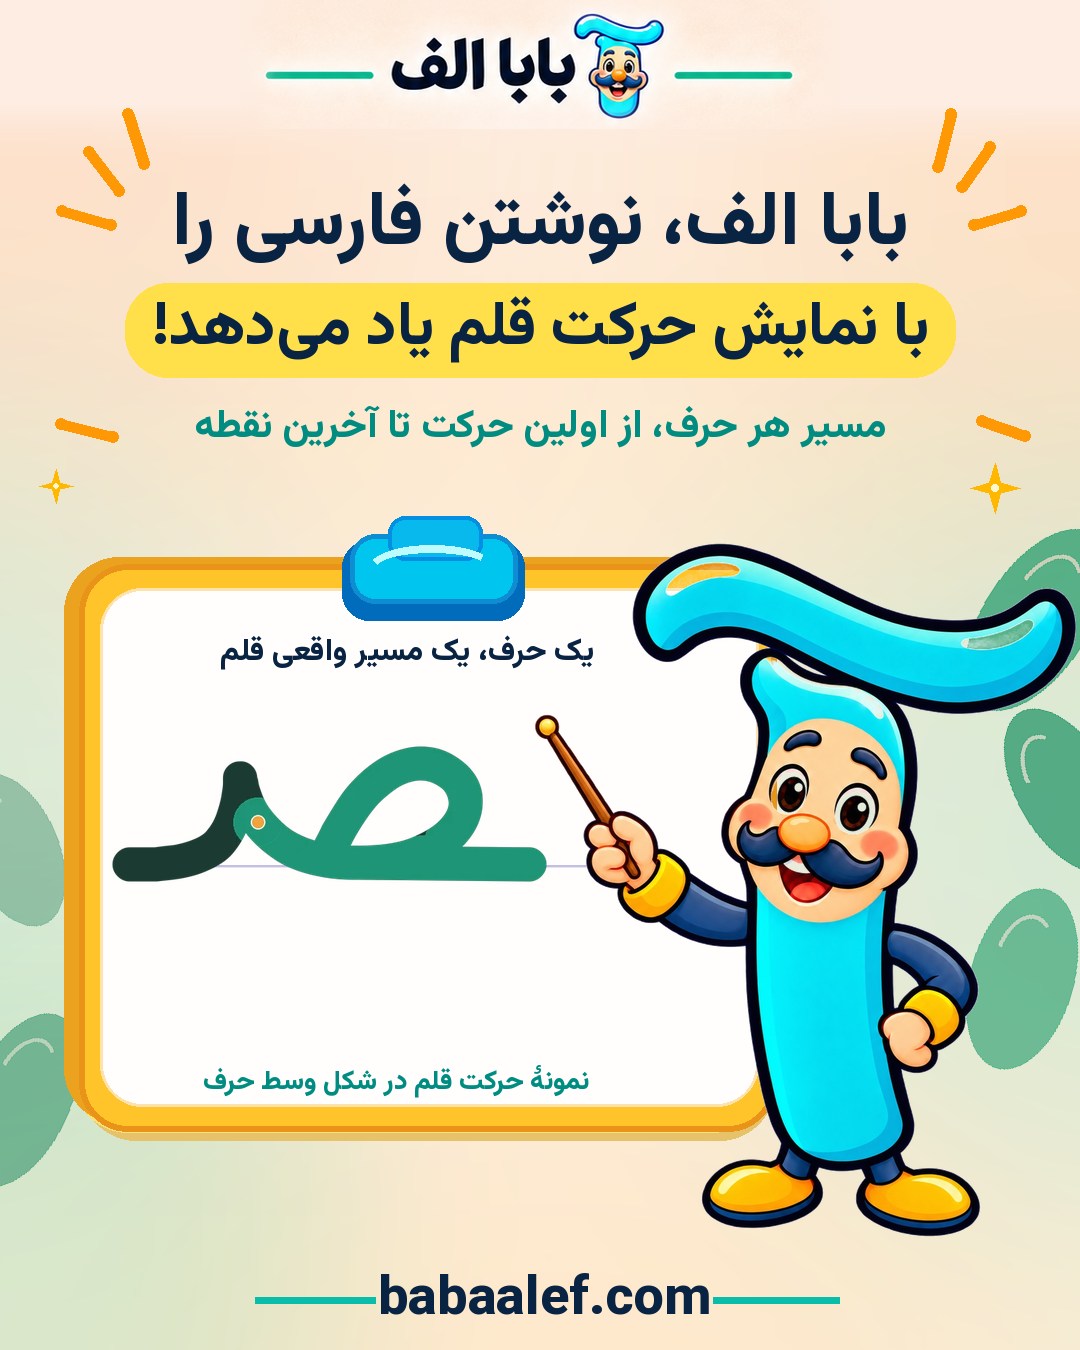 بابا الف
بابا الف، نوشتن فارسی را
با نمایش حرکت قلم یاد می‌دهد!
مسیر هر حرف، از اولین حرکت تا آخرین نقطه
یک حرف، یک مسیر واقعی قلم
ـصـ
نمونهٔ حرکت قلم در شکل وسط حرف
babaalef.com